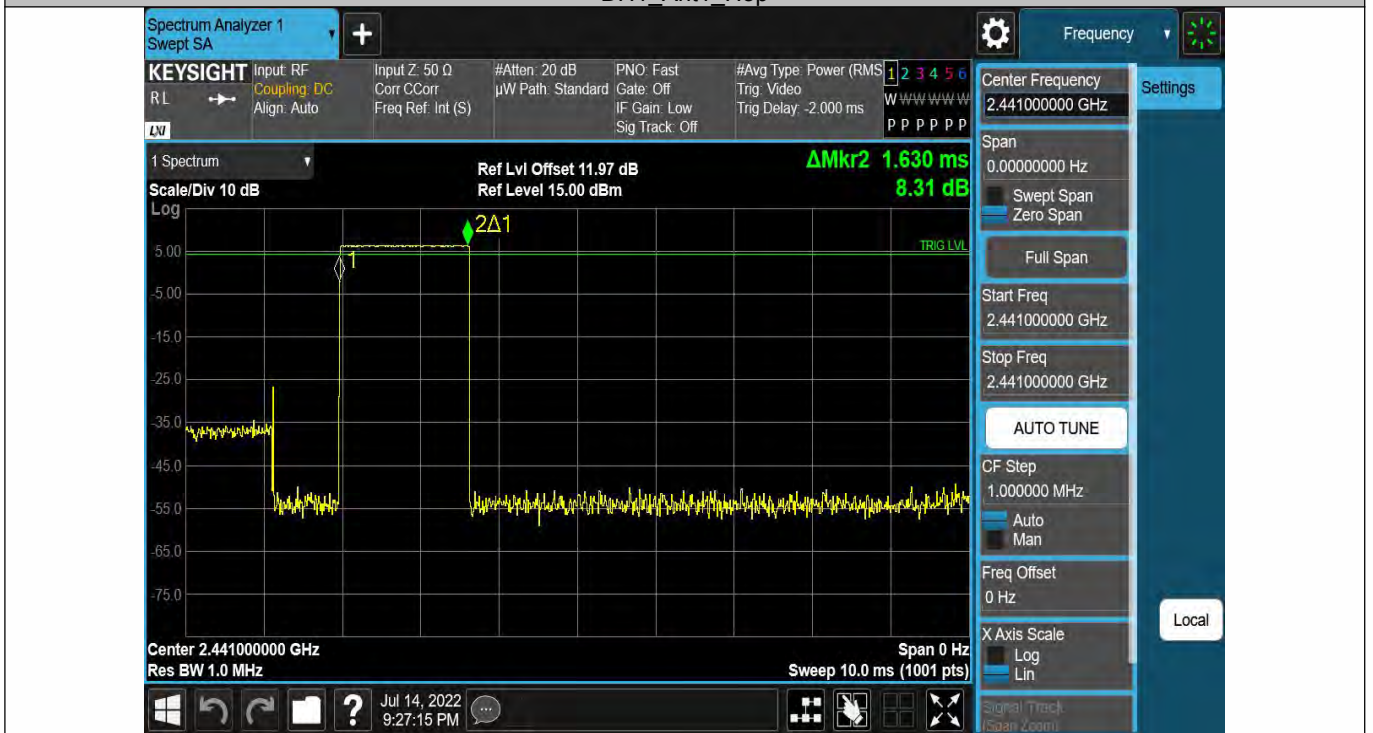 Spectrum Analyzer 1
Swept SA
+
Frequency
KEYSIGHT
RL
LXI
Input: RF
Coupling: DC
Align: Auto
Input Z: 50 Ω
Corr CCorr
Freq Ref: Int (S)
#Atten: 20 dB
µW Path: Standard
PNO: Fast
Gate: Off
IF Gain: Low
Sig Track: Off
#Avg Type: Power (RMS
Trig: Video
Trig Delay: -2.000 ms
1 2 3 4 5 6
W W W W W W
P P P P P P
Center Frequency
2.441000000 GHz
Settings
1 Spectrum
Scale/Div 10 dB
Log
Ref Lvl Offset 11.97 dB
Ref Level 15.00 dBm
ΔMkr2 1.630 ms
8.31 dB
2Δ1
1
TRIG LVL
5.00
-5.00
-15.0
-25.0
-35.0
-45.0
-55.0
-65.0
-75.0
Center 2.441000000 GHz
Res BW 1.0 MHz
Span 0 Hz
Sweep 10.0 ms (1001 pts)
Span
0.00000000 Hz
Swept Span
Zero Span
Full Span
Start Freq
2.441000000 GHz
Stop Freq
2.441000000 GHz
AUTO TUNE
CF Step
1.000000 MHz
Auto
Man
Freq Offset
0 Hz
X Axis Scale
Log
Lin
Signal Track
(Span Zoom)
Local
?
Jul 14, 2022
9:27:15 PM